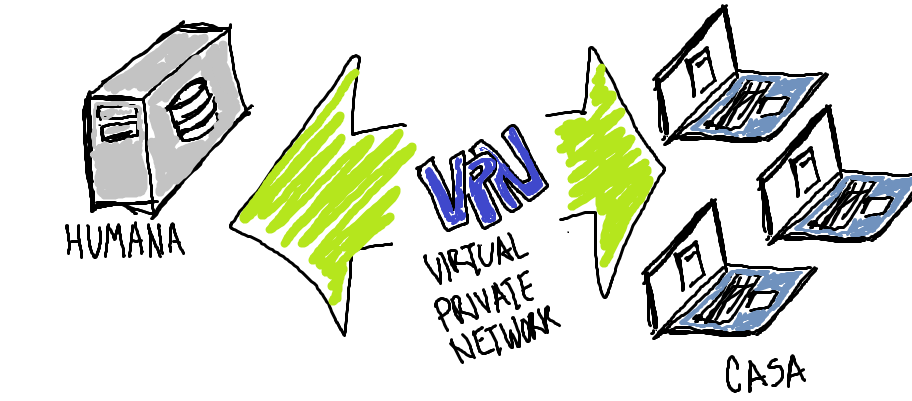 HUMANA
VPN
VIRTUAL
PRIVATE
NETWORK
CASA